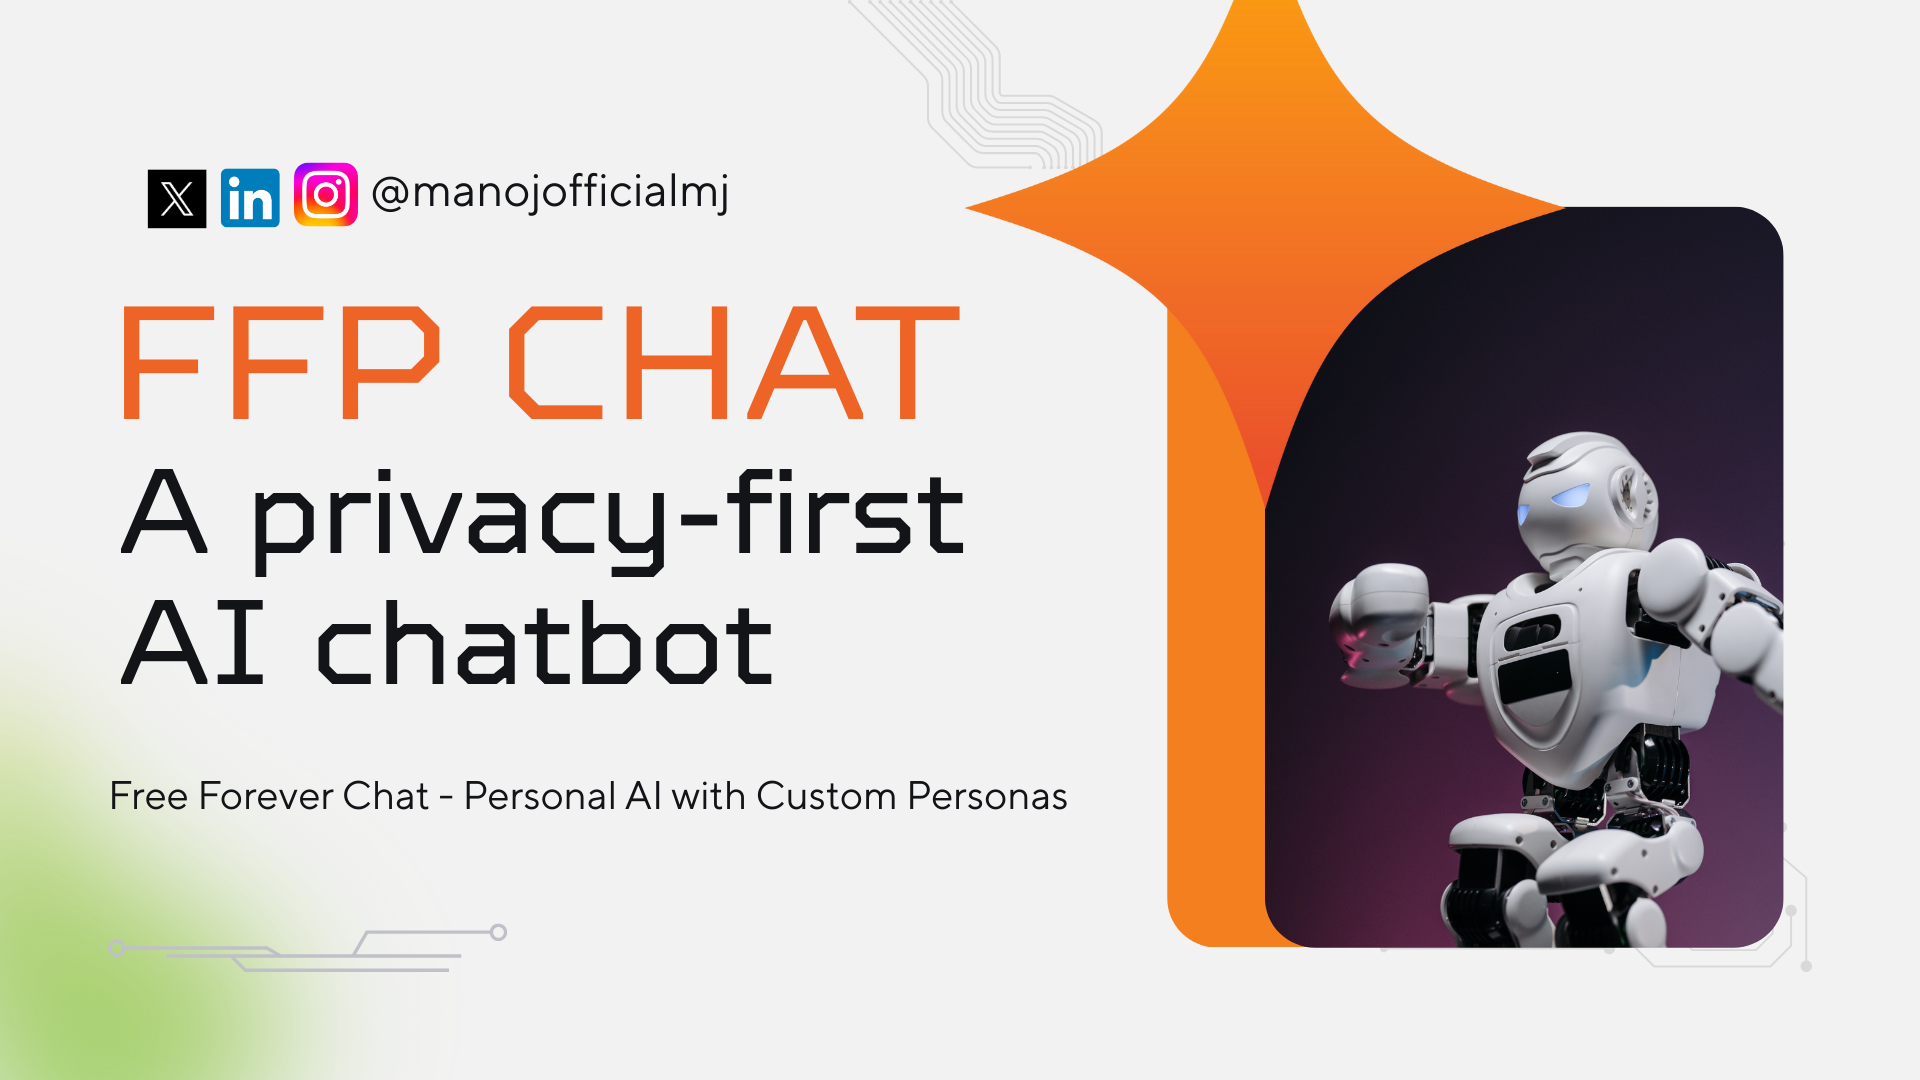 @manojofficialmj
FFP CHAT
A privacy-first
AI chatbot
Free Forever Chat - Personal AI with Custom Personas